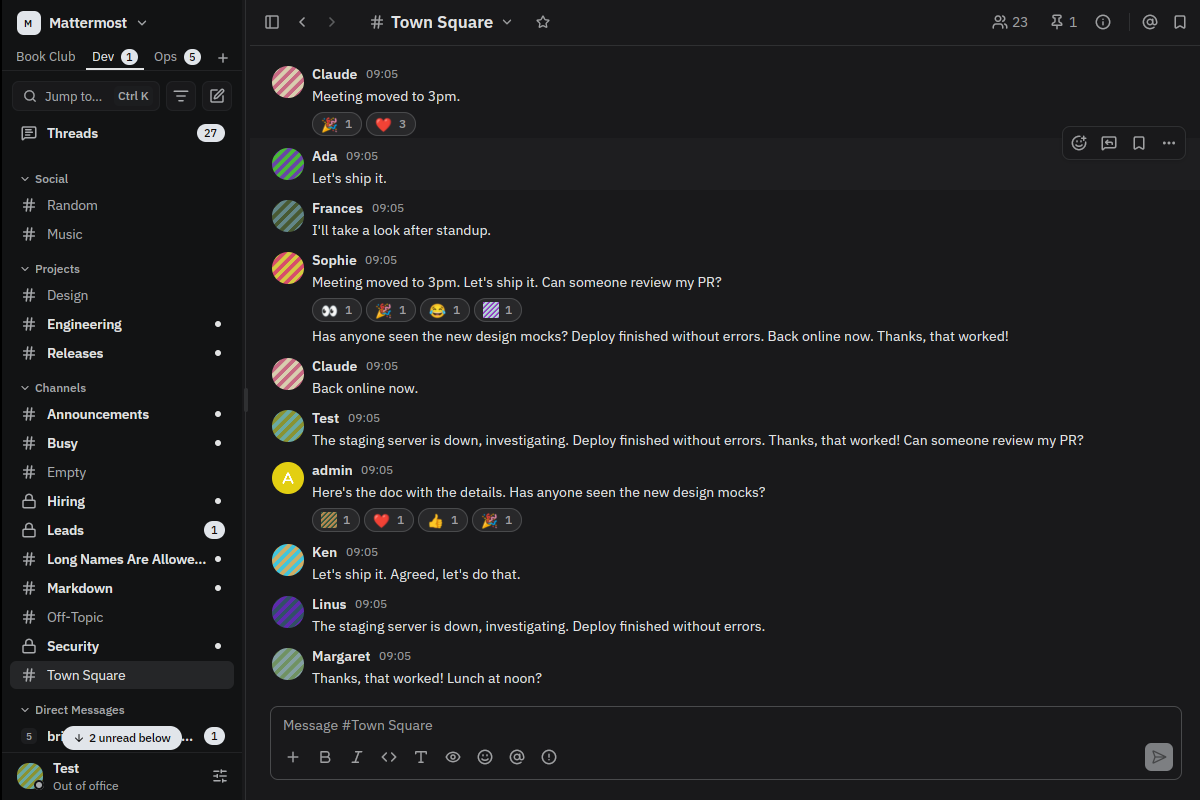 M Mattermost
Book Club Dev 1 Ops 5
Jump to... Ctrl K
Threads 27
Social
Random
Music
Projects
Design
Engineering
Releases
Channels
Announcements
Busy
Empty
Hiring
Leads 1
Long Names Are Allowe...
Markdown
Off-Topic
Security
Town Square
Direct Messages
5 bri ... 1
2 unread below
Test
Out of office
Town Square
23 1
Claude 09:05
Meeting moved to 3pm.
1 3
Ada 09:05
Let's ship it.
Frances 09:05
I'll take a look after standup.
Sophie 09:05
Meeting moved to 3pm. Let's ship it. Can someone review my PR?
1 1 1 1
Has anyone seen the new design mocks? Deploy finished without errors. Back online now. Thanks, that worked!
Claude 09:05
Back online now.
Test 09:05
The staging server is down, investigating. Deploy finished without errors. Thanks, that worked! Can someone review my PR?
A admin 09:05
Here's the doc with the details. Has anyone seen the new design mocks?
1 1 1 1
Ken 09:05
Let's ship it. Agreed, let's do that.
Linus 09:05
The staging server is down, investigating. Deploy finished without errors.
Margaret 09:05
Thanks, that worked! Lunch at noon?
Message #Town Square